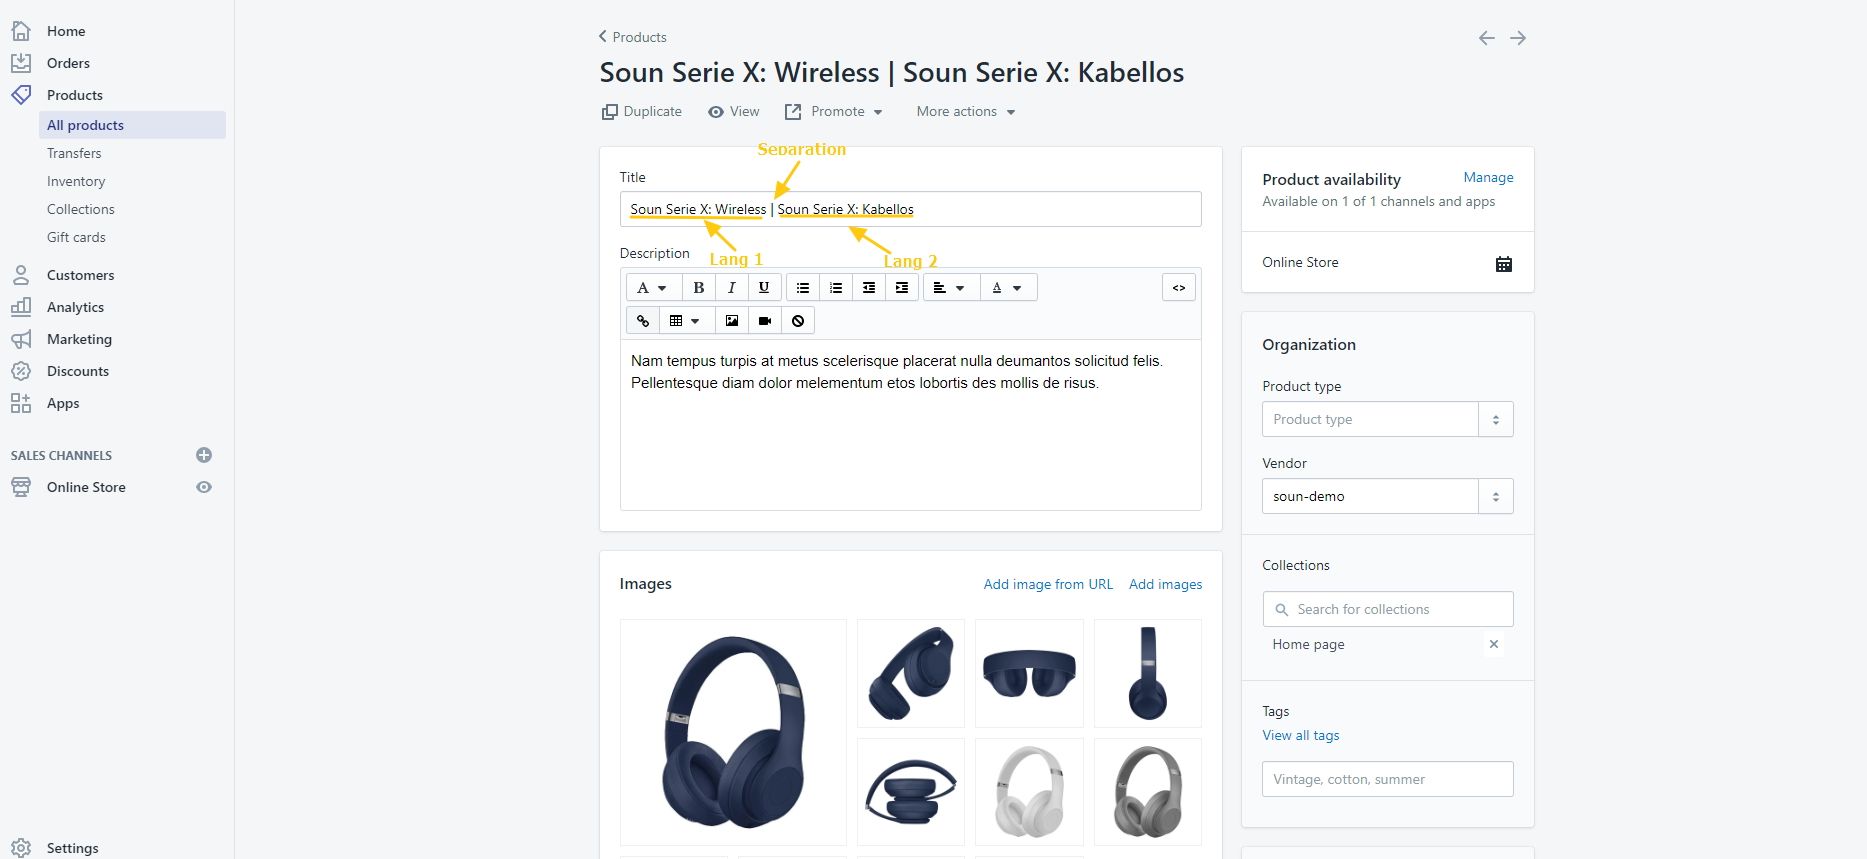 Home
Orders
Products
All products
Transfers
Inventory
Collections
Gift cards
Customers
Analytics
Marketing
Discounts
Apps
SALES CHANNELS
Online Store
Settings
Products
Soun Serie X: Wireless | Soun Serie X: Kabellos
Duplicate View Promote More actions
Separation
Title
Soun Serie X: Wireless | Soun Serie X: Kabellos
Lang 1 Lang 2
Description
A B I U A <>
Nam tempus turpis at metus scelerisque placerat nulla deumantos solicitud felis.
Pellentesque diam dolor melementum etos lobortis des mollis de risus.
Images Add image from URL Add images
Product availability Manage
Available on 1 of 1 channels and apps
Online Store
Organization
Product type
Product type
Vendor
soun-demo
Collections
Search for collections
Home page
Tags
View all tags
Vintage, cotton, summer